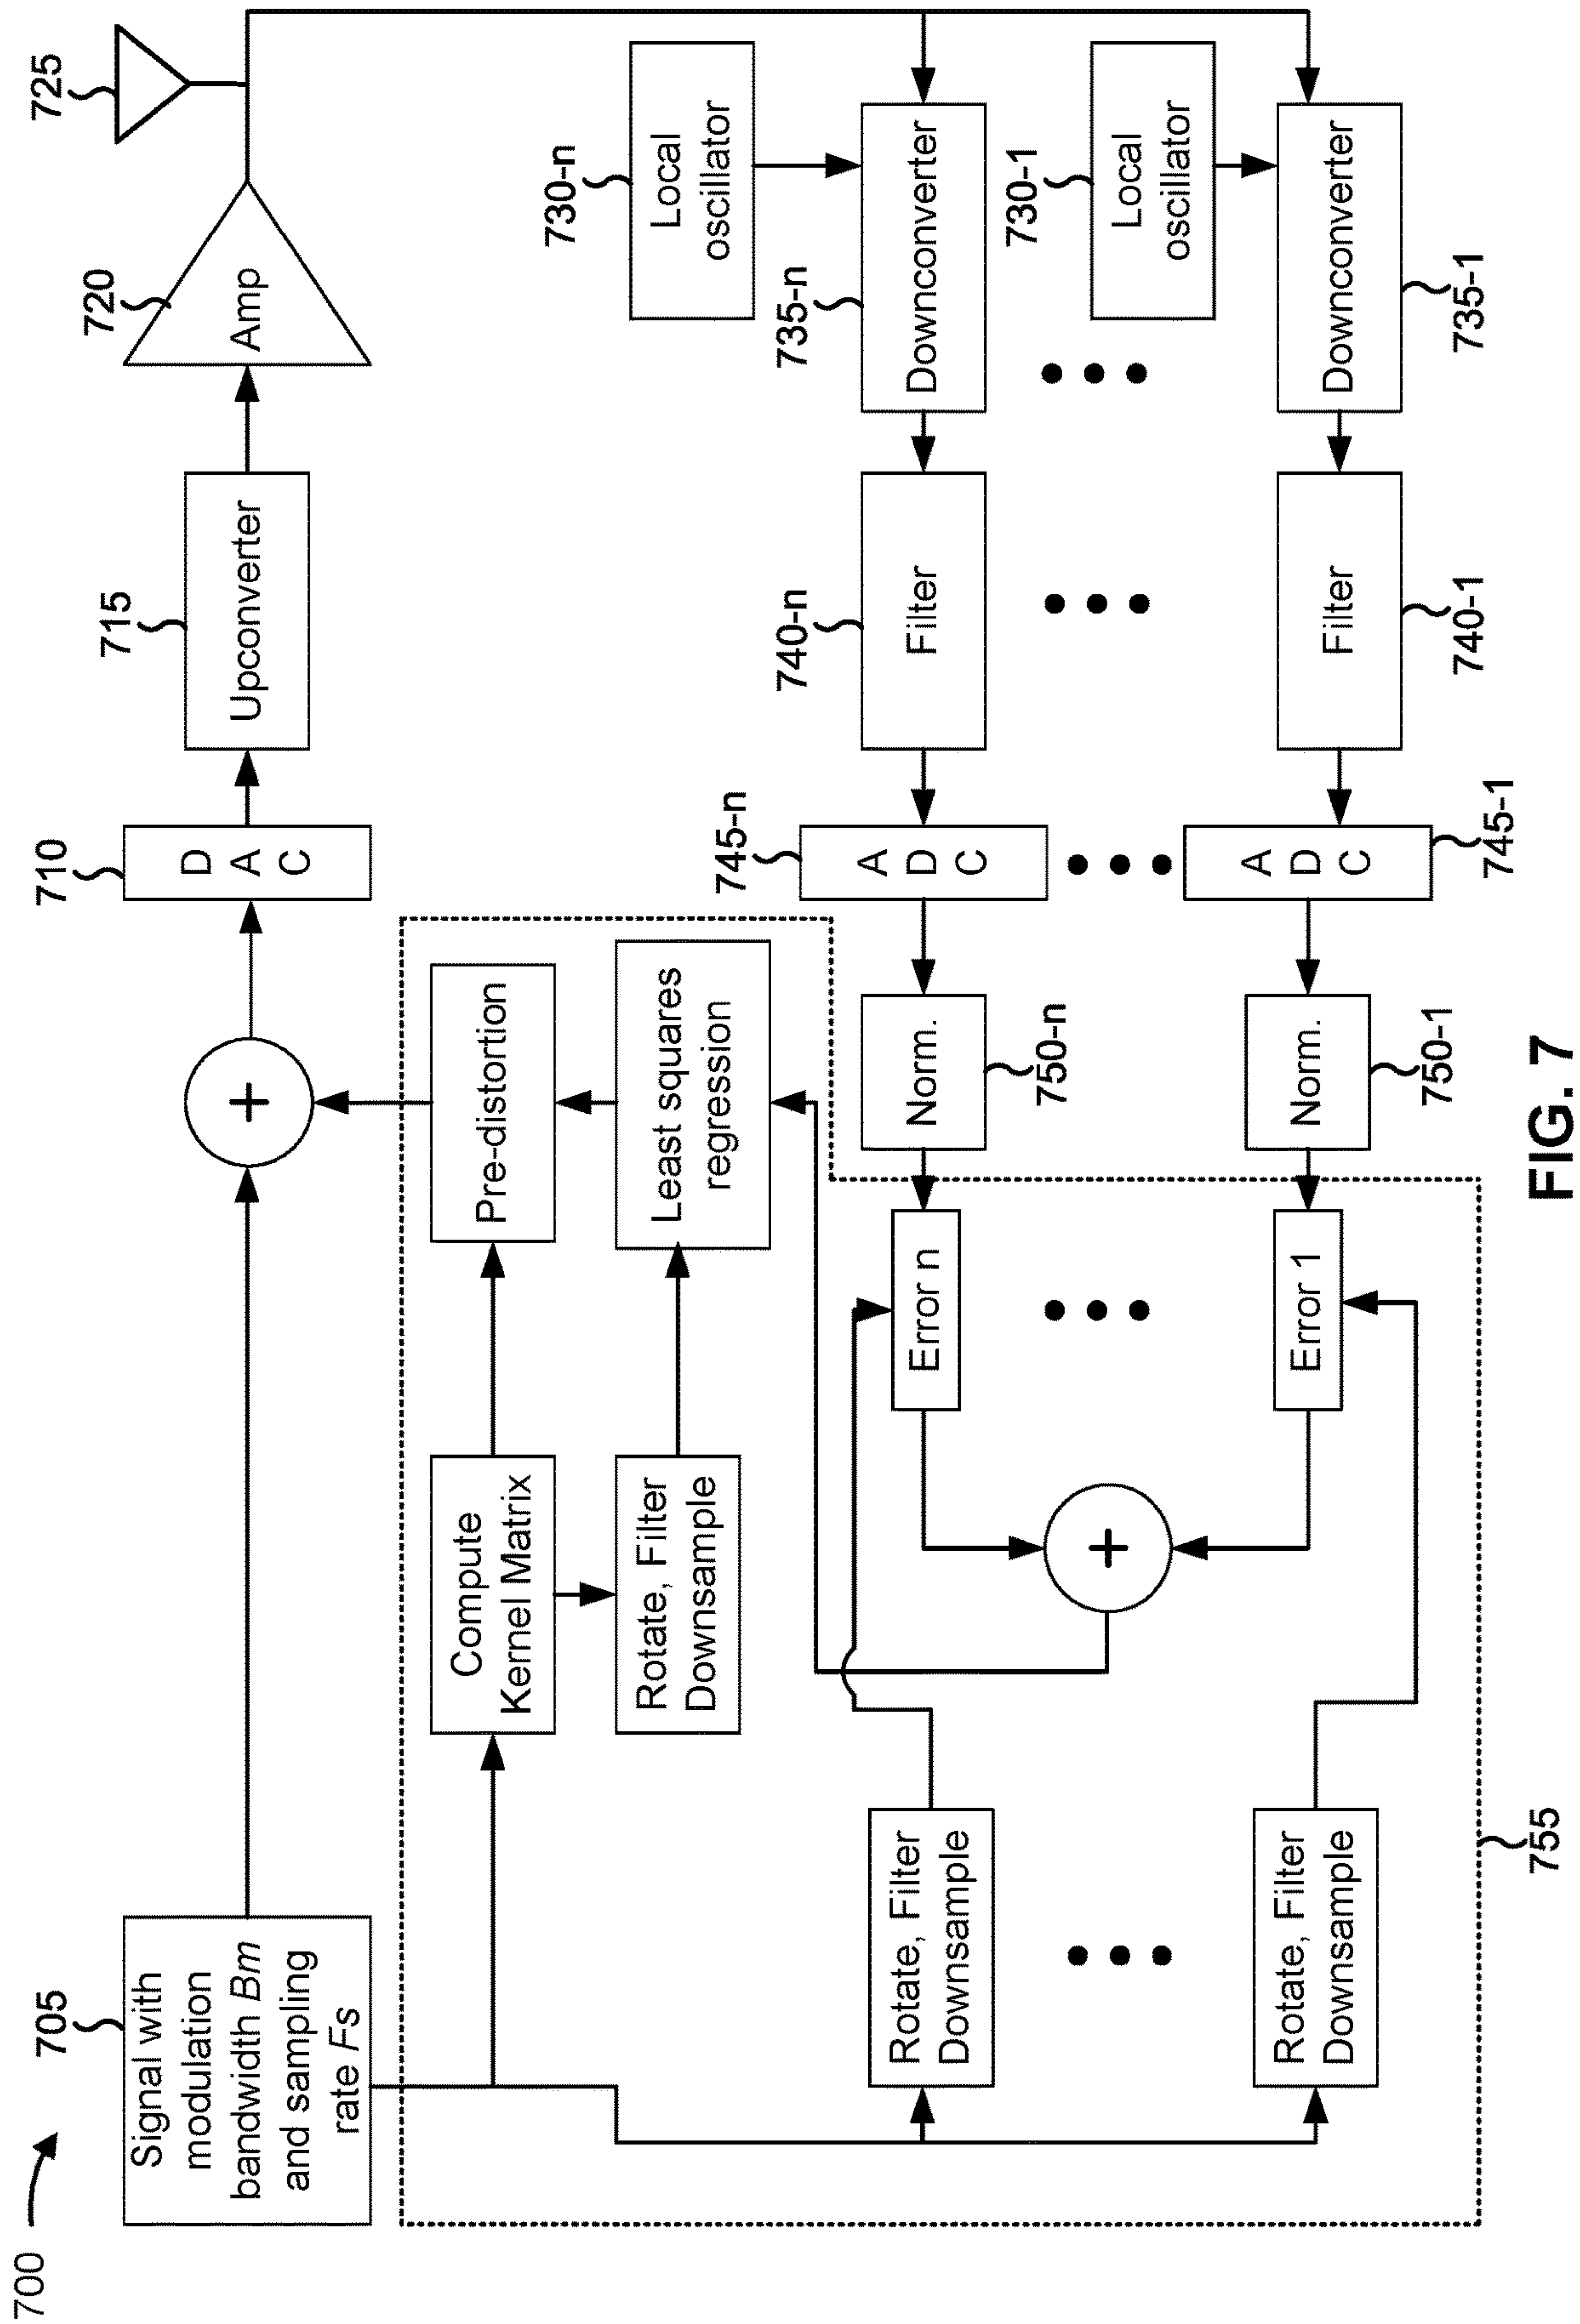 700
705
Signal with
modulation
bandwidth Bm
and sampling
rate Fs
+
710
D
A
C
715
Upconverter
720
Amp
725
Compute
Kernel Matrix
Pre-distortion
Rotate, Filter
Downsample
Least squares
regression
730-n
Local
oscillator
735-n
Downconverter
740-n
Filter
745-n
A
D
C
Norm.
750-n
Error n
Rotate, Filter
Downsample
+
730-1
Local
oscillator
Downconverter
735-1
Filter
740-1
A
D
C
745-1
Norm.
750-1
Error 1
Rotate, Filter
Downsample
755
FIG. 7